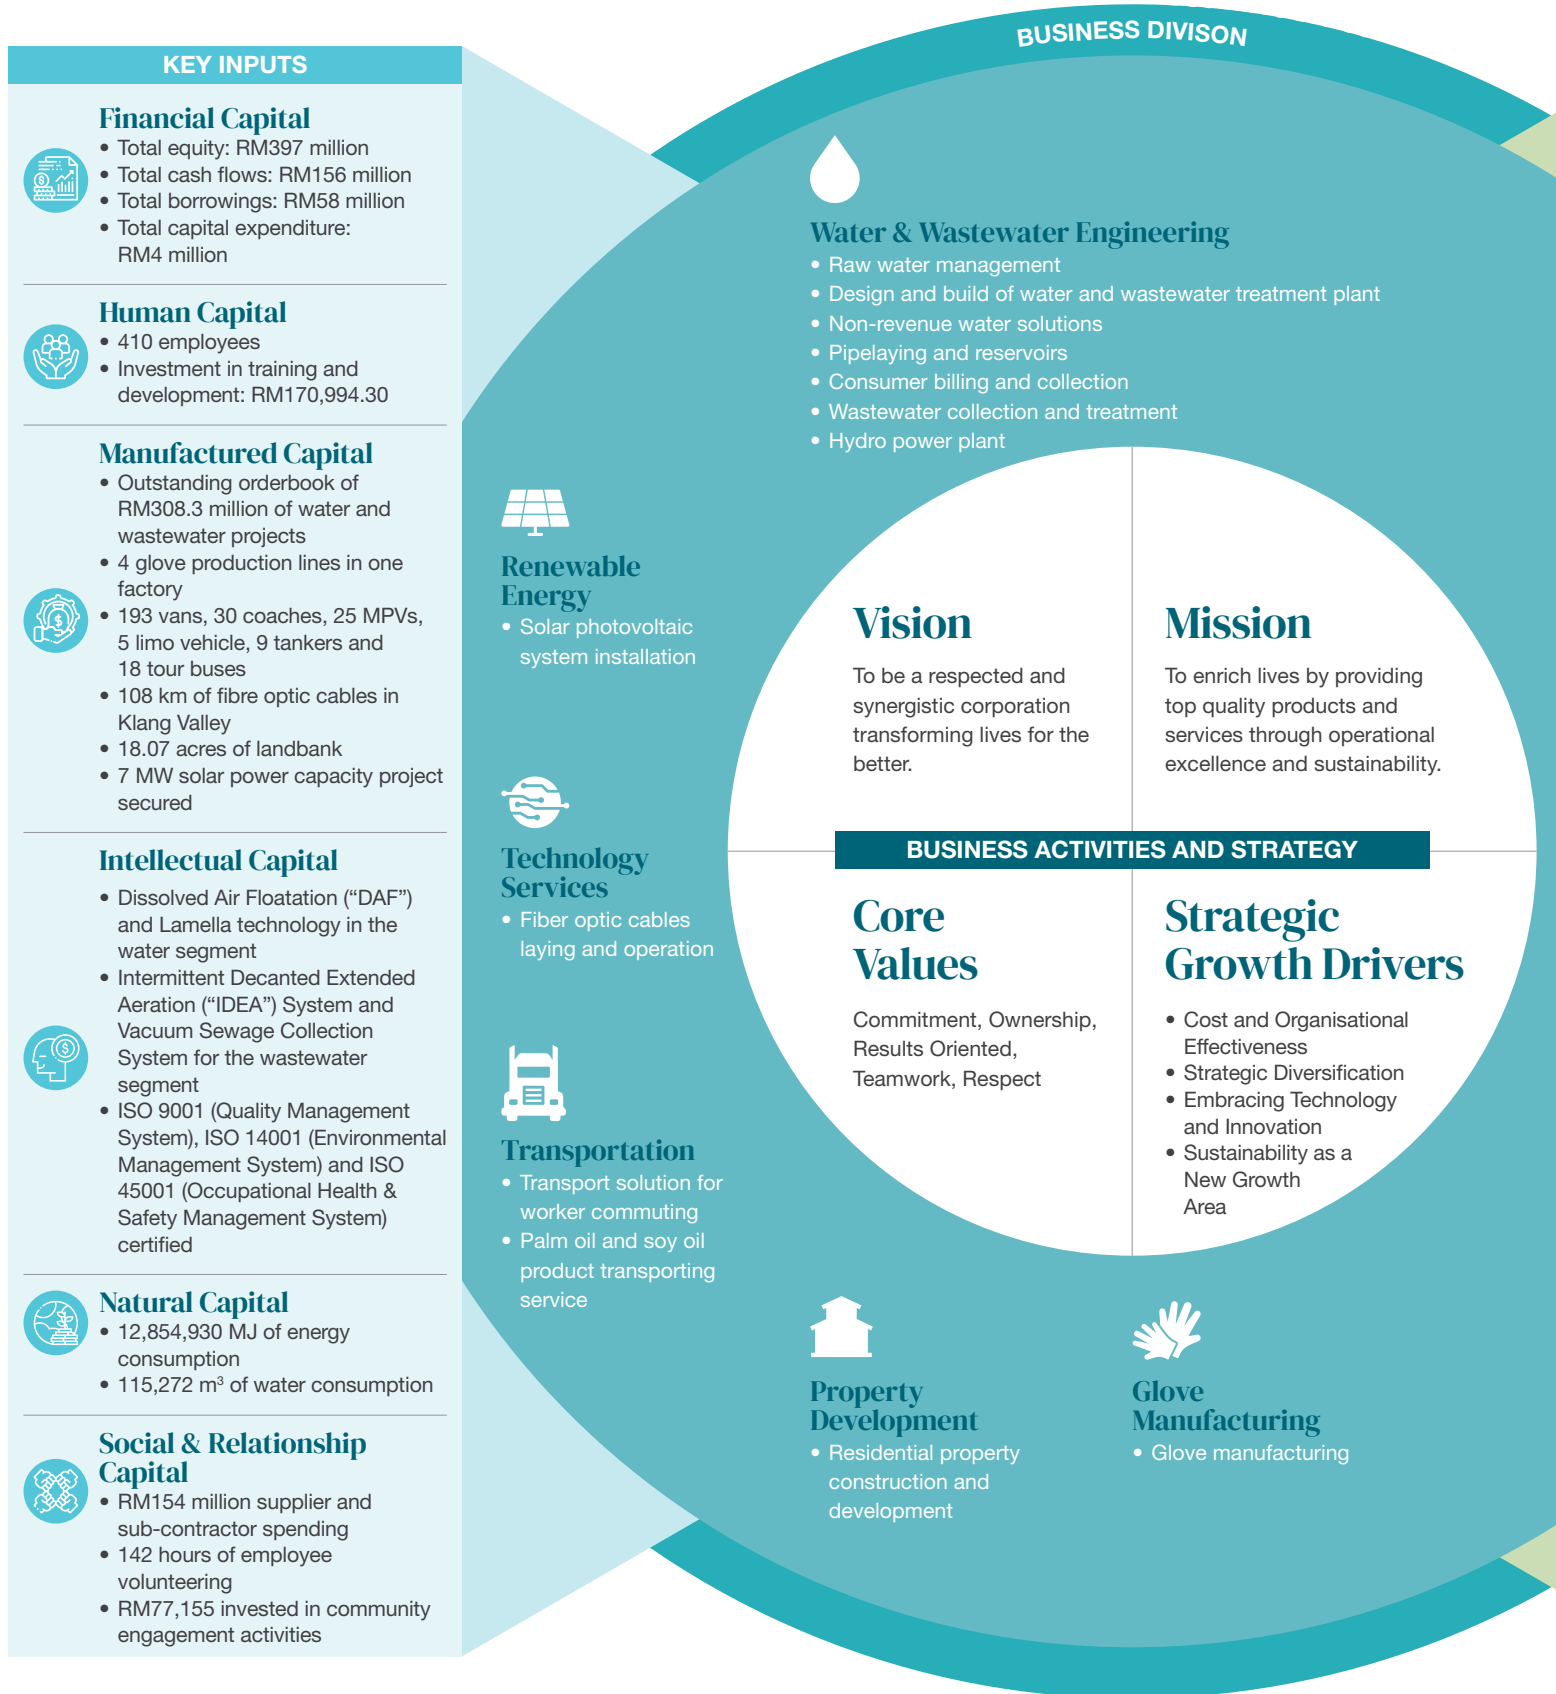 KEY INPUTS
Financial Capital
• Total equity: RM397 million
• Total cash flows: RM156 million
• Total borrowings: RM58 million
• Total capital expenditure:
RM4 million
Human Capital
• 410 employees
• Investment in training and
development: RM170,994.30
Manufactured Capital
• Outstanding orderbook of
RM308.3 million of water and
wastewater projects
• 4 glove production lines in one
factory
• 193 vans, 30 coaches, 25 MPVs,
5 limo vehicle, 9 tankers and
18 tour buses
• 108 km of fibre optic cables in
Klang Valley
• 18.07 acres of landbank
• 7 MW solar power capacity project
secured
Intellectual Capital
• Dissolved Air Floatation (“DAF”)
and Lamella technology in the
water segment
• Intermittent Decanted Extended
Aeration (“IDEA”) System and
Vacuum Sewage Collection
System for the wastewater
segment
• ISO 9001 (Quality Management
System), ISO 14001 (Environmental
Management System) and ISO
45001 (Occupational Health &
Safety Management System)
certified
Natural Capital
• 12,854,930 MJ of energy
consumption
• 115,272 m³ of water consumption
Social & Relationship
Capital
• RM154 million supplier and
sub-contractor spending
• 142 hours of employee
volunteering
• RM77,155 invested in community
engagement activities
BUSINESS DIVISON
Water & Wastewater Engineering
• Raw water management
• Design and build of water and wastewater treatment plant
• Non-revenue water solutions
• Pipelaying and reservoirs
• Consumer billing and collection
• Wastewater collection and treatment
• Hydro power plant
Renewable
Energy
• Solar photovoltaic
system installation
Technology
Services
• Fiber optic cables
laying and operation
Transportation
• Transport solution for
worker commuting
• Palm oil and soy oil
product transporting
service
Property
Development
• Residential property
construction and
development
Glove
Manufacturing
• Glove manufacturing
Vision
To be a respected and
synergistic corporation
transforming lives for the
better.
Mission
To enrich lives by providing
top quality products and
services through operational
excellence and sustainability.
BUSINESS ACTIVITIES AND STRATEGY
Core
Values
Commitment, Ownership,
Results Oriented,
Teamwork, Respect
Strategic
Growth Drivers
• Cost and Organisational
Effectiveness
• Strategic Diversification
• Embracing Technology
and Innovation
• Sustainability as a
New Growth
Area